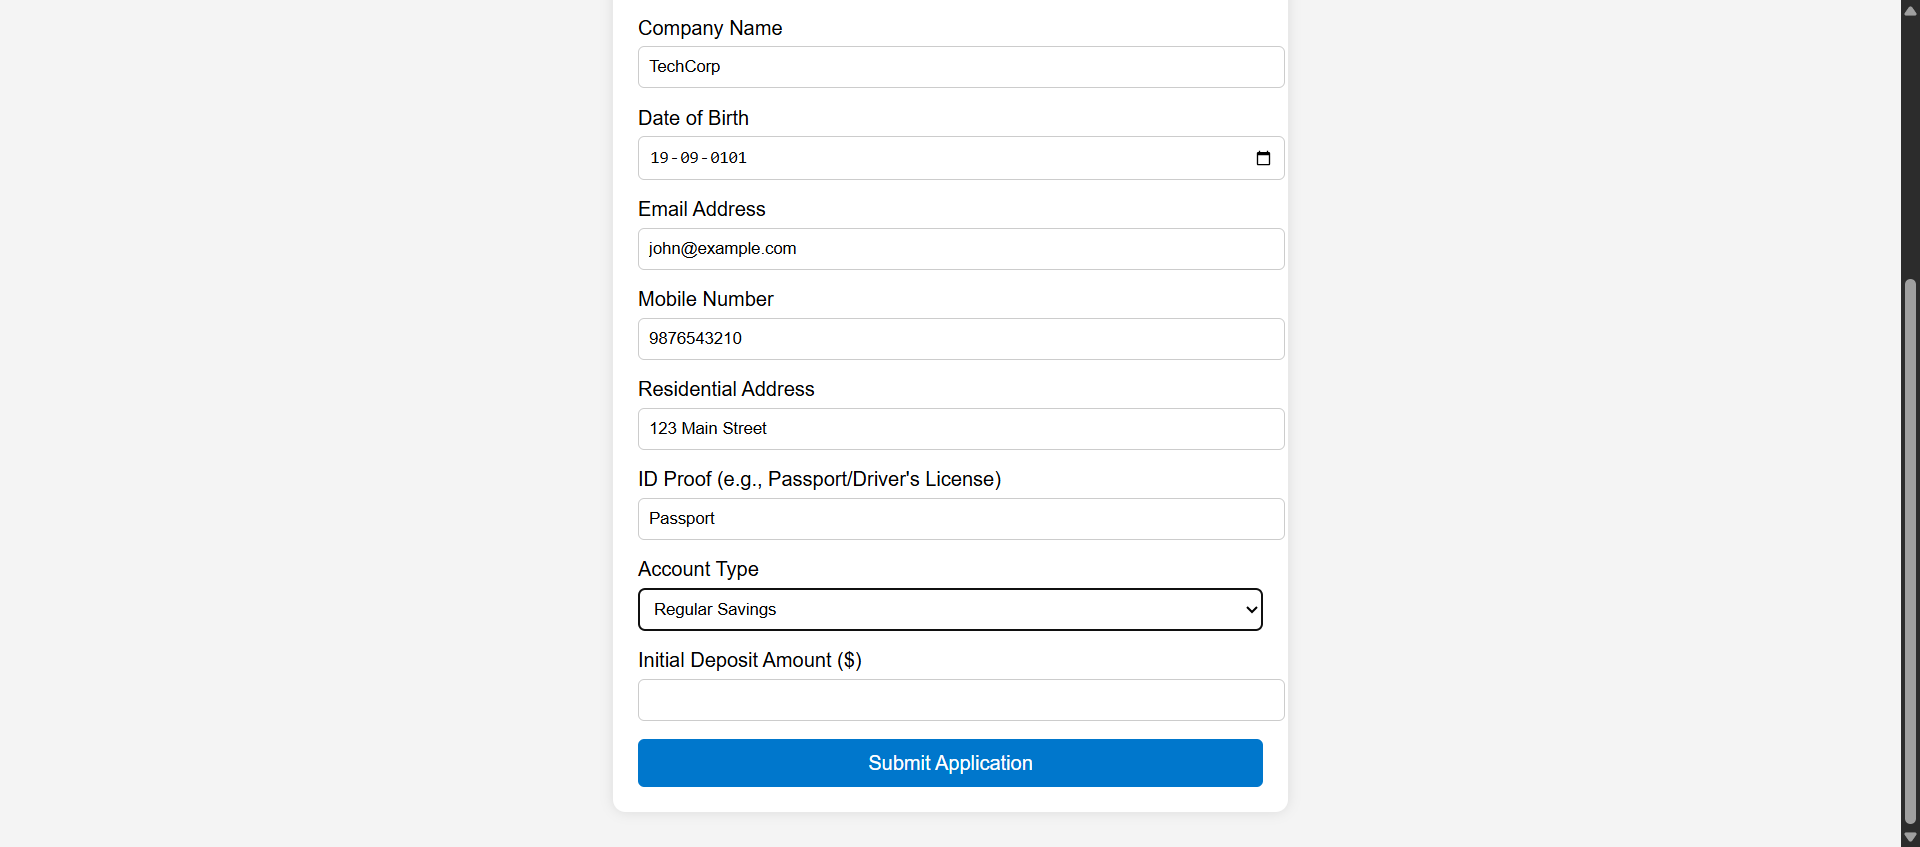 Company Name
TechCorp
Date of Birth
19-09-0101
Email Address
john@example.com
Mobile Number
9876543210
Residential Address
123 Main Street
ID Proof (e.g., Passport/Driver's License)
Passport
Account Type
Regular Savings
Initial Deposit Amount ($)
Submit Application